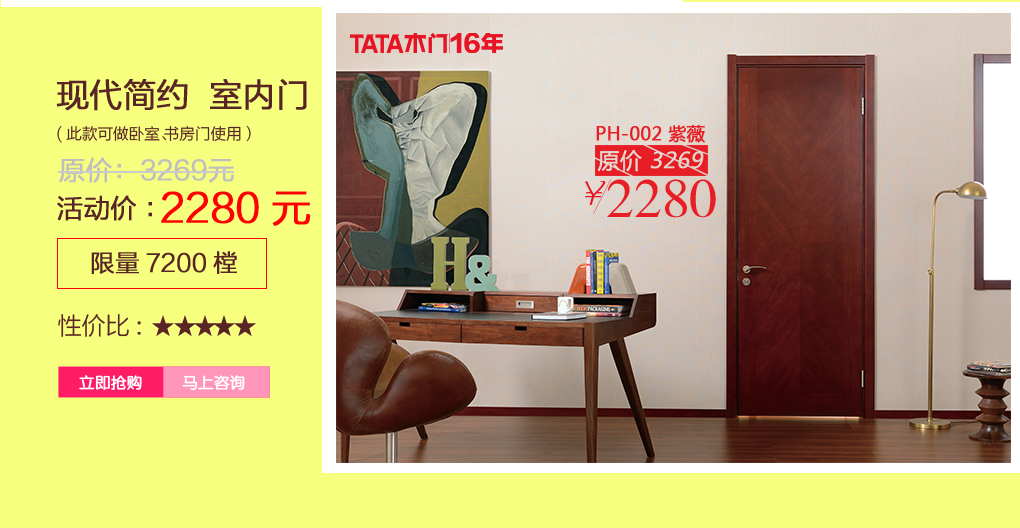 现代简约 室内门
( 此款可做卧室、书房门使用 )
原价：3269元
活动价：2280 元
限量 7200 樘
性价比：★★★★★
立即抢购 马上咨询
TATA木门16年
PH-002 紫薇
原价 3269
¥2280
H&